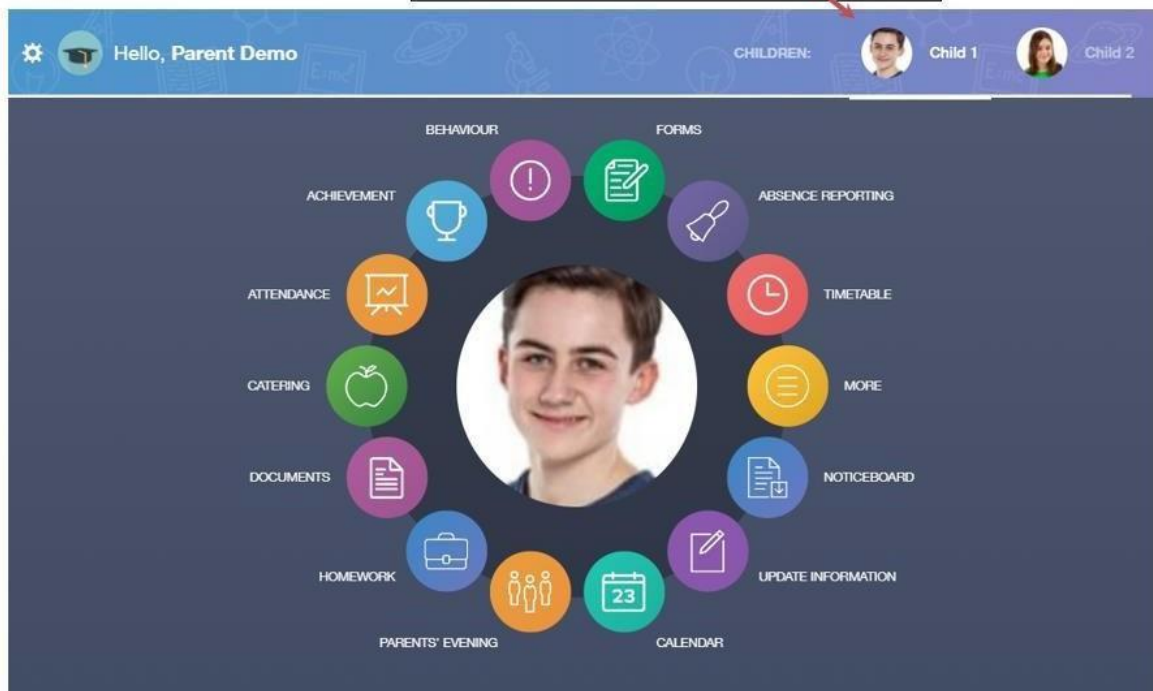 Hello, Parent Demo
CHILDREN:
Child 1
Child 2
BEHAVIOUR
FORMS
ACHIEVEMENT
ABSENCE REPORTING
ATTENDANCE
TIMETABLE
CATERING
MORE
DOCUMENTS
NOTICEBOARD
HOMEWORK
UPDATE INFORMATION
23
PARENTS' EVENING
CALENDAR